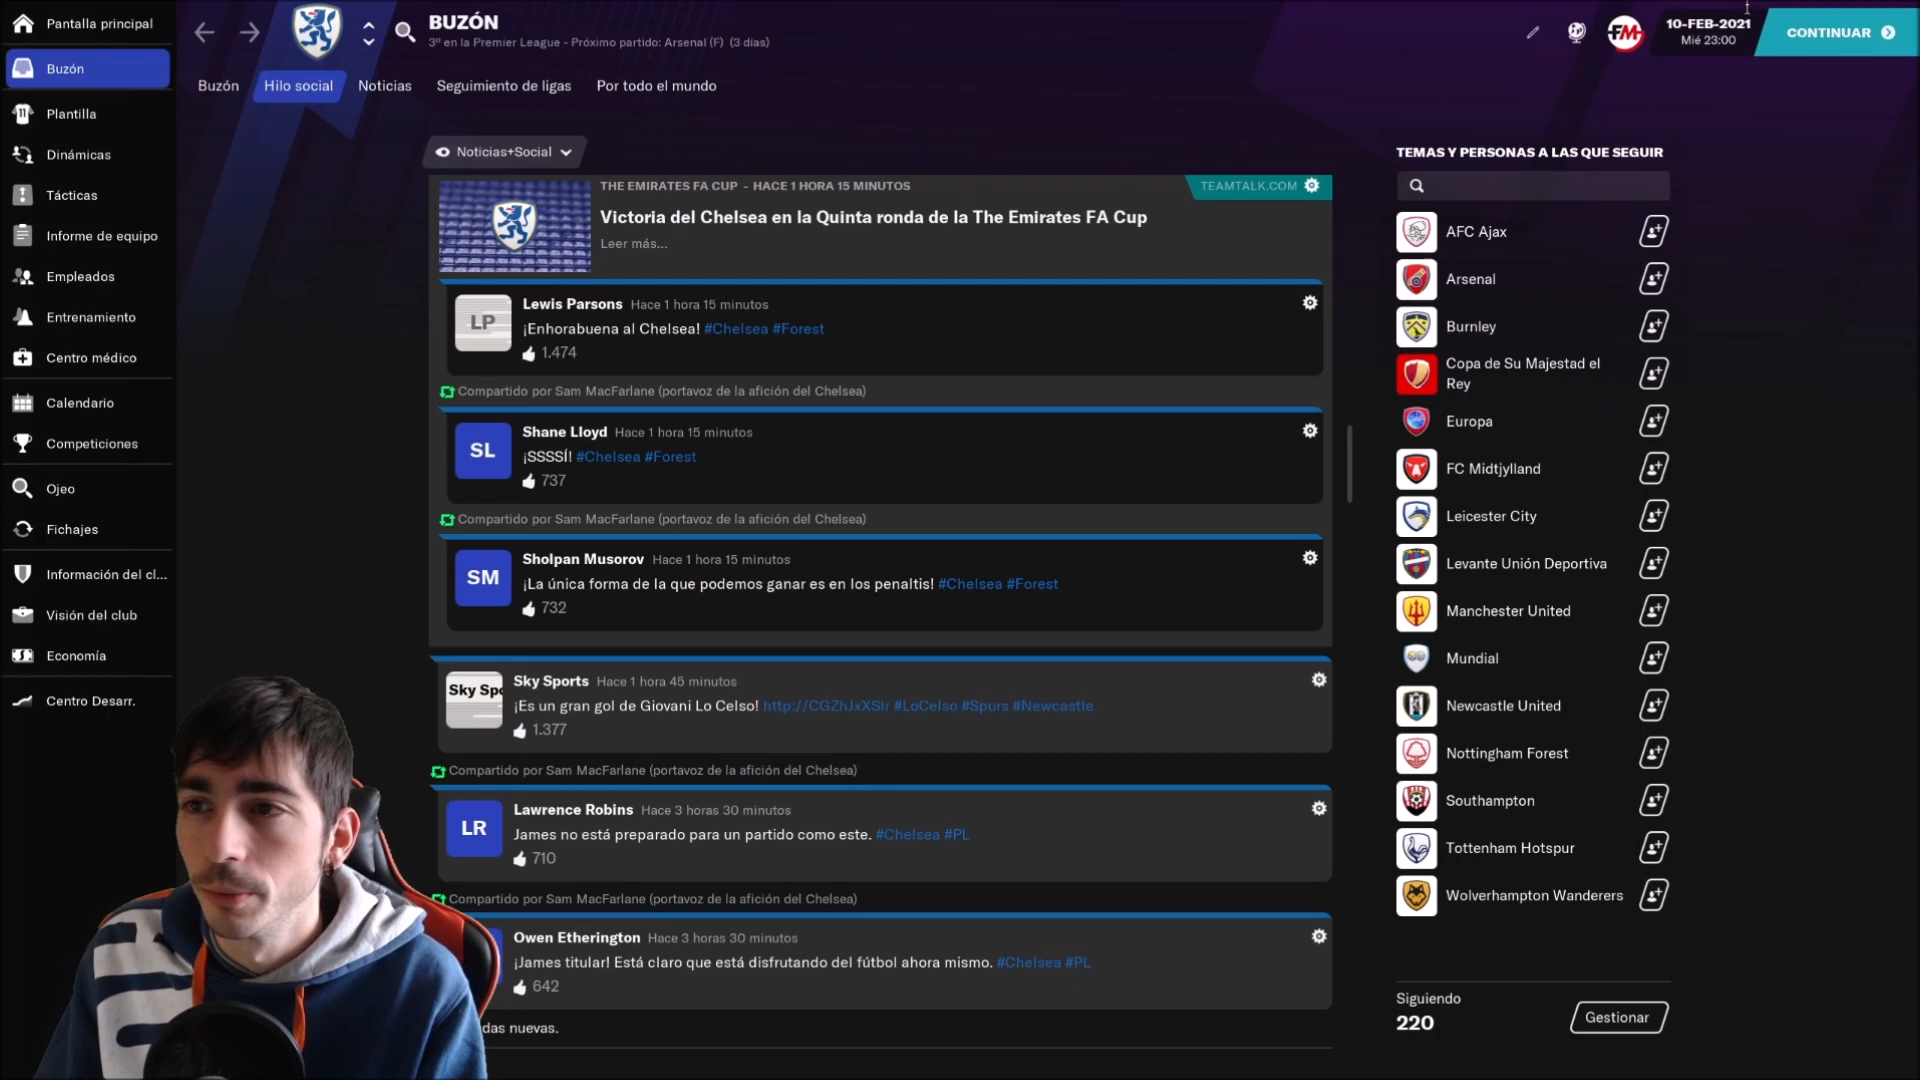 Pantalla principal
Buzón
Plantilla
Dinámicas
Tácticas
Informe de equipo
Empleados
Entrenamiento
Centro médico
Calendario
Competiciones
Ojeo
Fichajes
Información del cl...
Visión del club
Economía
Centro Desarr.
BUZÓN
3º en la Premier League - Próximo partido: Arsenal (F) (3 días)
FM
10-FEB-2021
Mié 23:00
CONTINUAR
Buzón Hilo social Noticias Seguimiento de ligas Por todo el mundo
Noticias+Social
THE EMIRATES FA CUP - HACE 1 HORA 15 MINUTOS
TEAMTALK.COM
Victoria del Chelsea en la Quinta ronda de la The Emirates FA Cup
Leer más...
LP
Lewis Parsons Hace 1 hora 15 minutos
¡Enhorabuena al Chelsea! #Chelsea #Forest
1.474
Compartido por Sam MacFarlane (portavoz de la afición del Chelsea)
SL
Shane Lloyd Hace 1 hora 15 minutos
¡SSSSÍ! #Chelsea #Forest
737
Compartido por Sam MacFarlane (portavoz de la afición del Chelsea)
SM
Sholpan Musorov Hace 1 hora 15 minutos
¡La única forma de la que podemos ganar es en los penaltis! #Chelsea #Forest
732
Sky Spo
Sky Sports Hace 1 hora 45 minutos
¡Es un gran gol de Giovani Lo Celso! http://CGZhJxXSIr #LoCelso #Spurs #Newcastle
1.377
Compartido por Sam MacFarlane (portavoz de la afición del Chelsea)
LR
Lawrence Robins Hace 3 horas 30 minutos
James no está preparado para un partido como este. #Chelsea #PL
710
Compartido por Sam MacFarlane (portavoz de la afición del Chelsea)
Owen Etherington Hace 3 horas 30 minutos
¡James titular! Está claro que está disfrutando del fútbol ahora mismo. #Chelsea #PL
642
das nuevas.
TEMAS Y PERSONAS A LAS QUE SEGUIR
AFC Ajax
Arsenal
Burnley
Copa de Su Majestad el
Rey
Europa
FC Midtjylland
Leicester City
Levante Unión Deportiva
Manchester United
Mundial
Newcastle United
Nottingham Forest
Southampton
Tottenham Hotspur
Wolverhampton Wanderers
Siguiendo
220
Gestionar